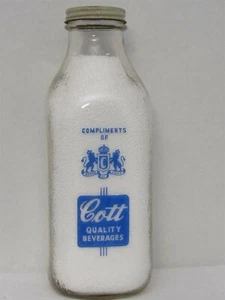 COMPLIMENTS
OF
Cott
QUALITY
BEVERAGES